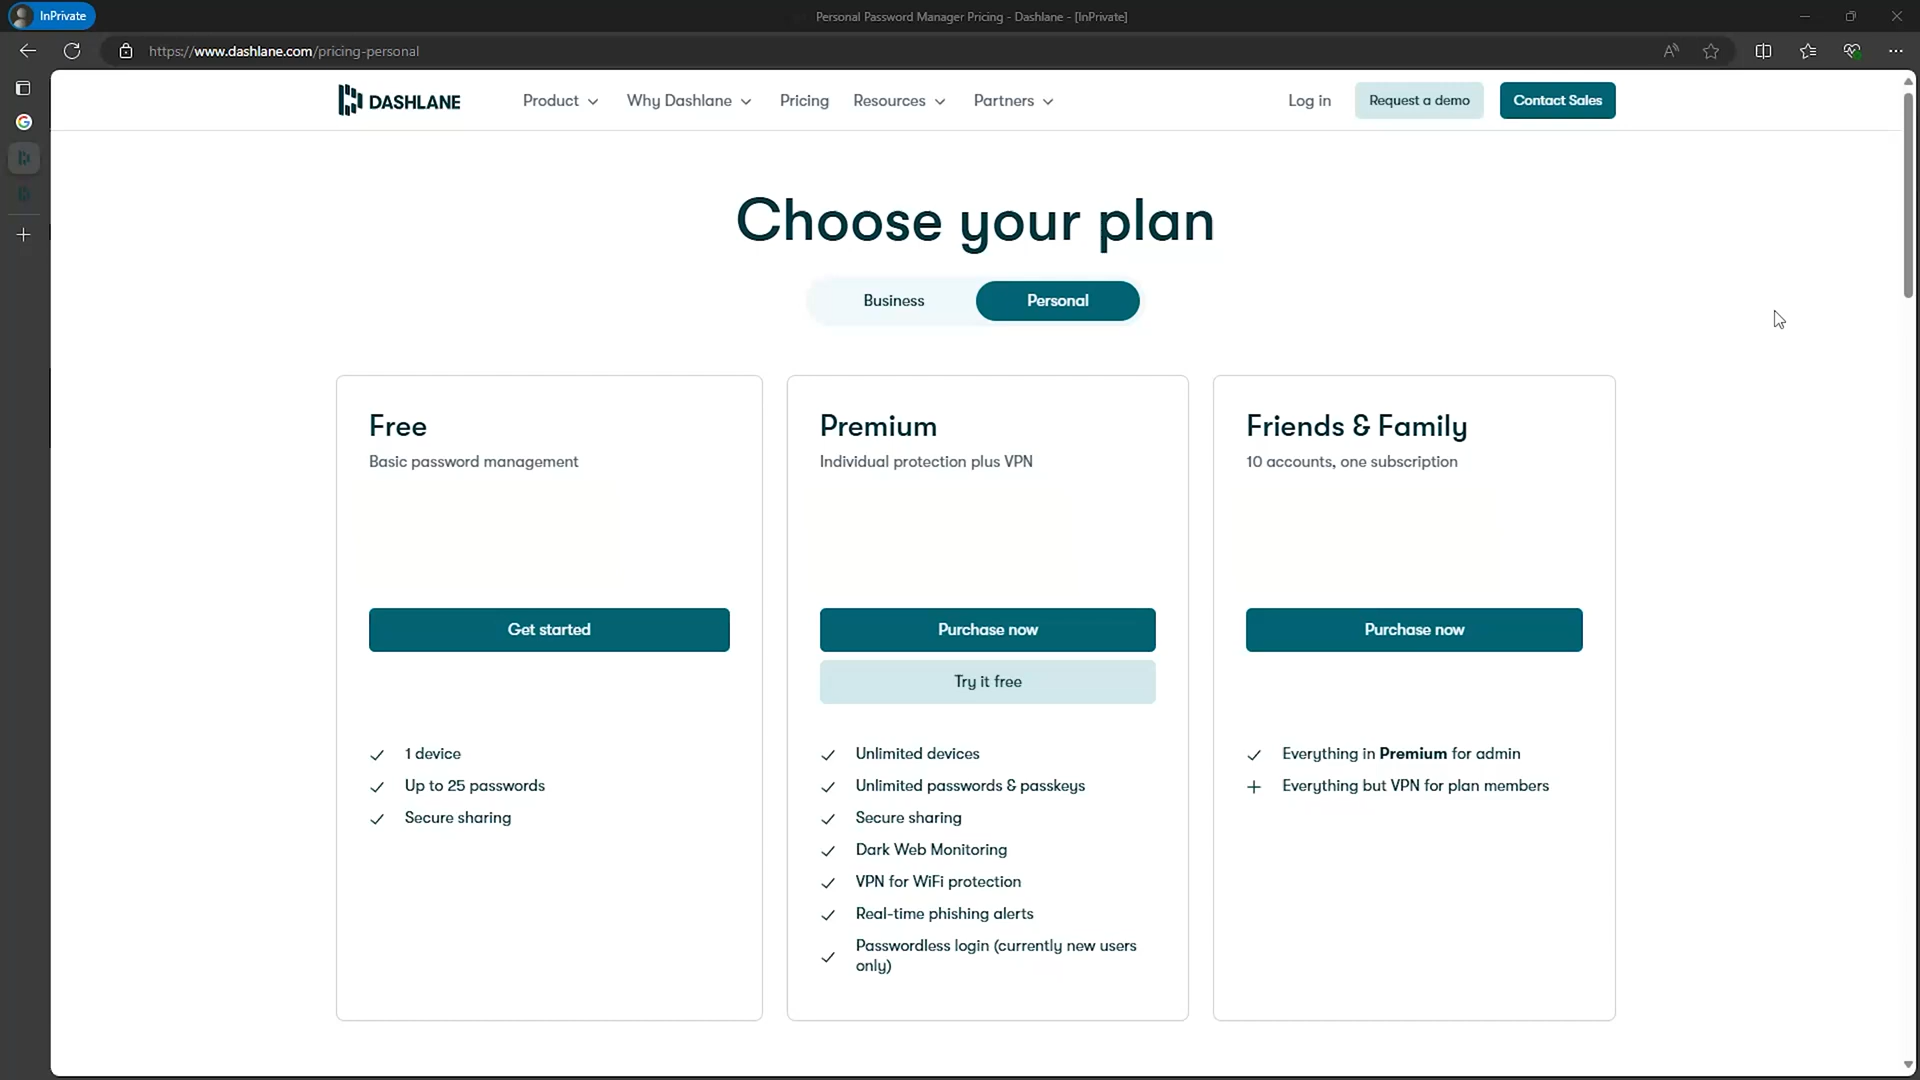 InPrivate
Personal Password Manager Pricing - Dashlane - [InPrivate]
https://www.dashlane.com/pricing-personal
DASHLANE
Product
Why Dashlane
Pricing
Resources
Partners
Log in
Request a demo
Contact Sales
Choose your plan
Business
Personal
Free
Basic password management
Get started
1 device
Up to 25 passwords
Secure sharing
Premium
Individual protection plus VPN
Purchase now
Try it free
Unlimited devices
Unlimited passwords & passkeys
Secure sharing
Dark Web Monitoring
VPN for WiFi protection
Real-time phishing alerts
Passwordless login (currently new users
only)
Friends & Family
10 accounts, one subscription
Purchase now
Everything in Premium for admin
Everything but VPN for plan members